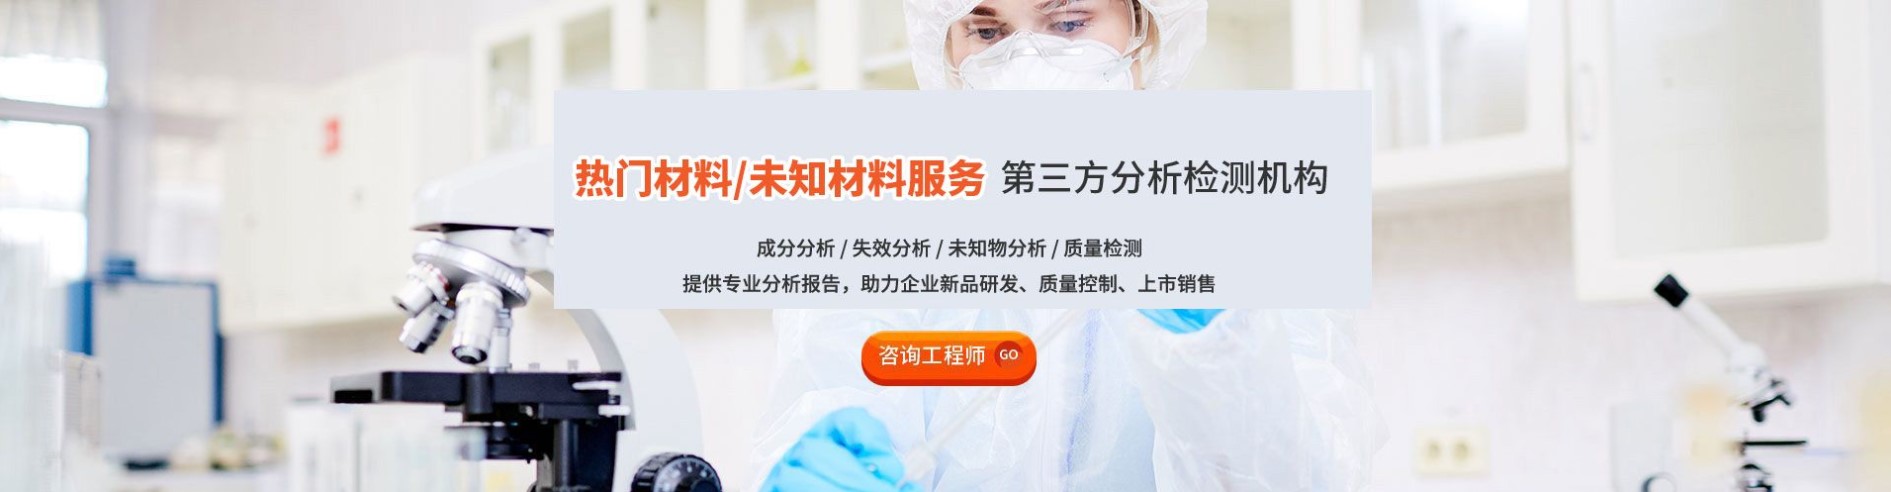 热门材料/未知材料服务 第三方分析检测机构
成分分析 / 失效分析 / 未知物分析 / 质量检测
提供专业分析报告，助力企业新品研发、质量控制、上市销售
咨询工程师 GO